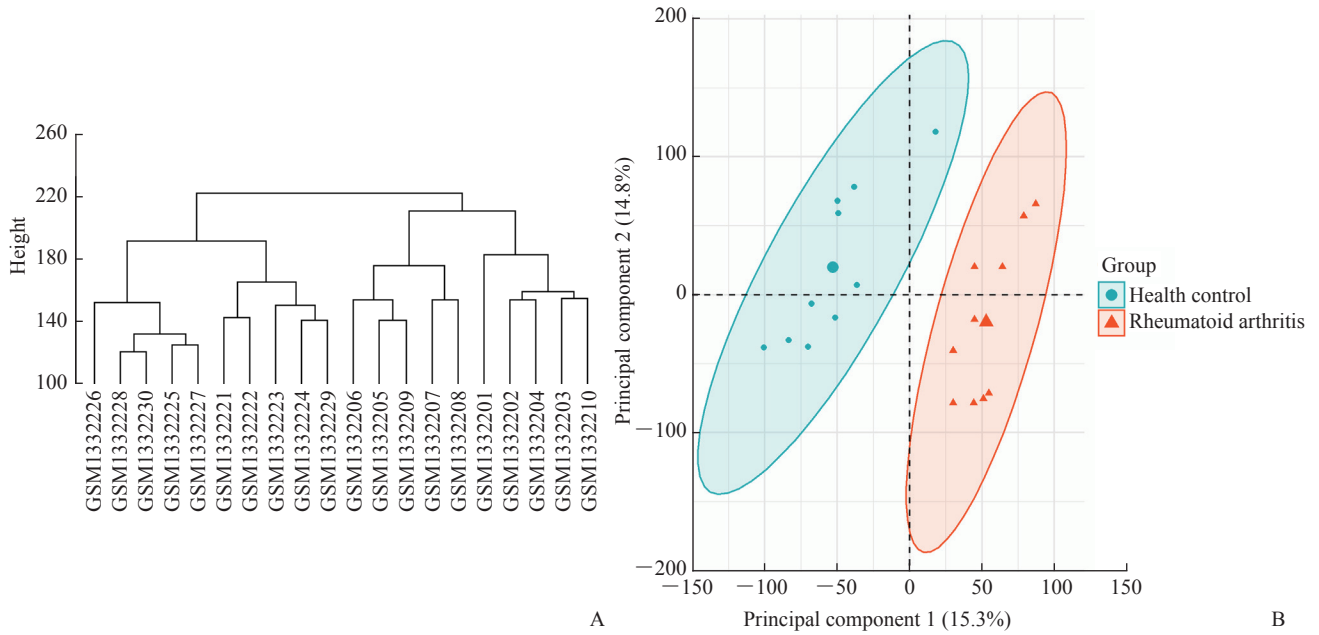 260
220
180
140
100
Height
GSM1332226
GSM1332228
GSM1332230
GSM1332225
GSM1332227
GSM1332221
GSM1332222
GSM1332223
GSM1332224
GSM1332229
GSM1332206
GSM1332205
GSM1332209
GSM1332207
GSM1332208
GSM1332201
GSM1332202
GSM1332204
GSM1332203
GSM1332210
A
200
100
0
—100
—200
Principal component 2 (14.8%)
—150
—100
—50
0
50
100
150
Principal component 1 (15.3%)
Group
Health control
Rheumatoid arthritis
B